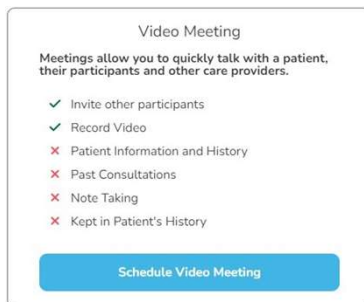 Video Meeting
Meetings allow you to quickly talk with a patient,
their participants and other care providers.
Invite other participants
Record Video
Patient Information and History
Past Consultations
Note Taking
Kept in Patient's History
Schedule Video Meeting